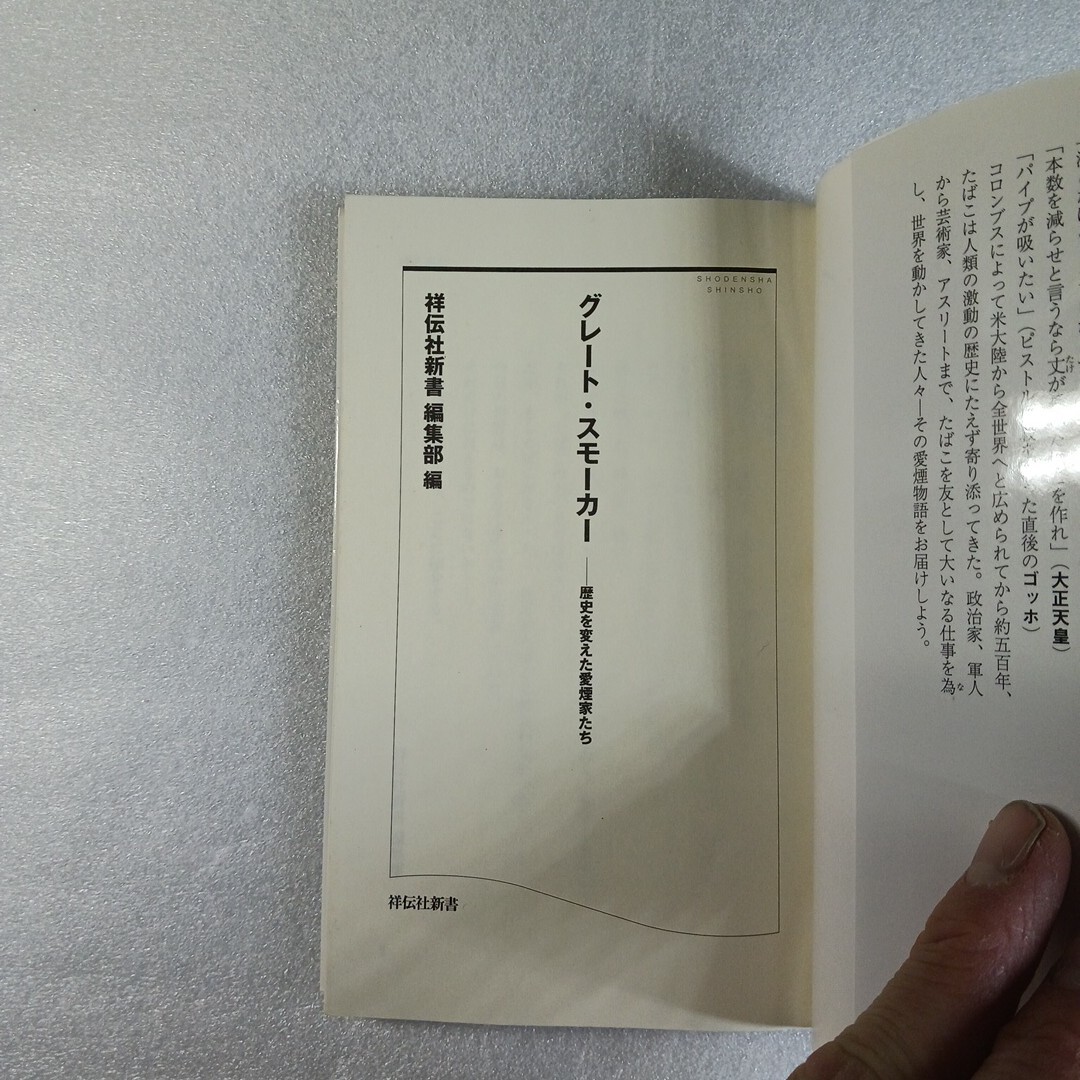 「本数を減らせと言うなら丈が を作れ」(大正天皇)
「パイプが吸いたい」(ピストル た直後のゴッホ)
コロンブスによって米大陸から全世界へと広められてから約五百年、
たばこは人類の激動の歴史にたえず寄り添ってきた。政治家、軍人
から芸術家、アスリートまで、たばこを友として大いなる仕事を為
し、世界を動かしてきた人々―その愛煙物語をお届けしよう。
SHODENSHA
SHINSHO
グレート・スモーカー ――歴史を変えた愛煙家たち
祥伝社新書 編集部 編
祥伝社新書